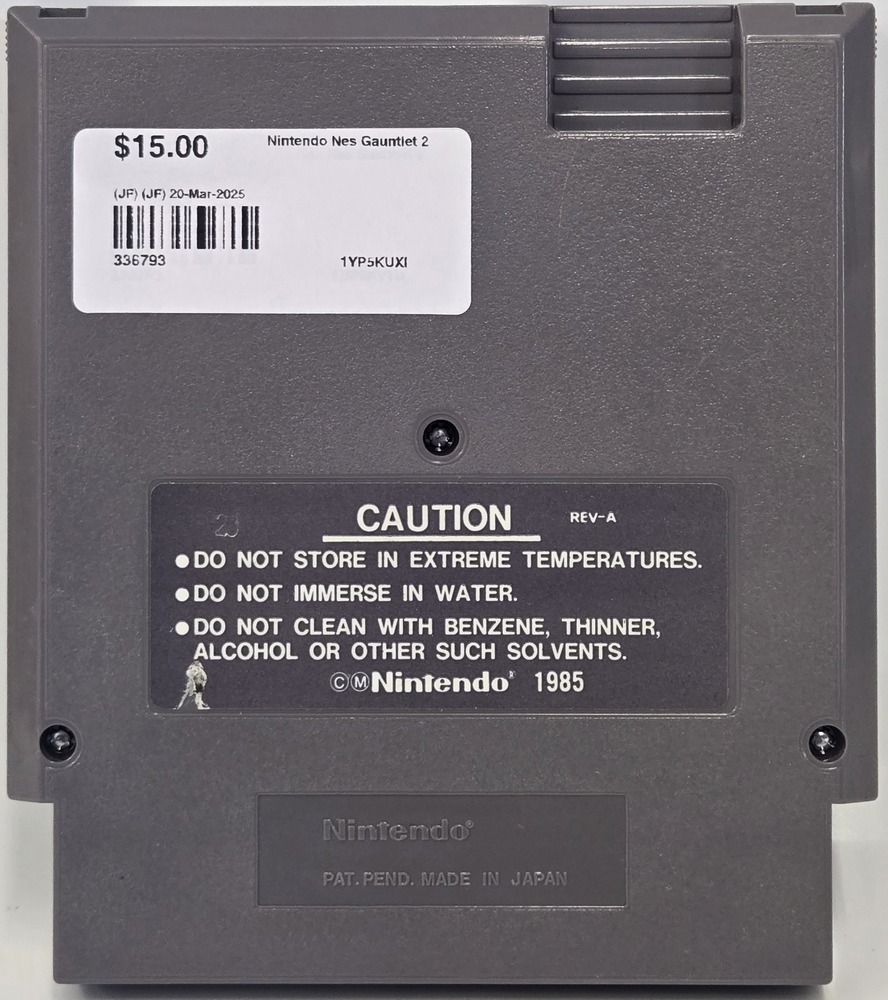 $15.00 Nintendo Nes Gauntlet 2
(JF) (JF) 20-Mar-2025
336793 1YP5KUXI
23
CAUTION REV-A
●DO NOT STORE IN EXTREME TEMPERATURES.
●DO NOT IMMERSE IN WATER.
●DO NOT CLEAN WITH BENZENE, THINNER,
ALCOHOL OR OTHER SUCH SOLVENTS.
©ⓂNintendo® 1985
Nintendo®
PAT. PEND. MADE IN JAPAN